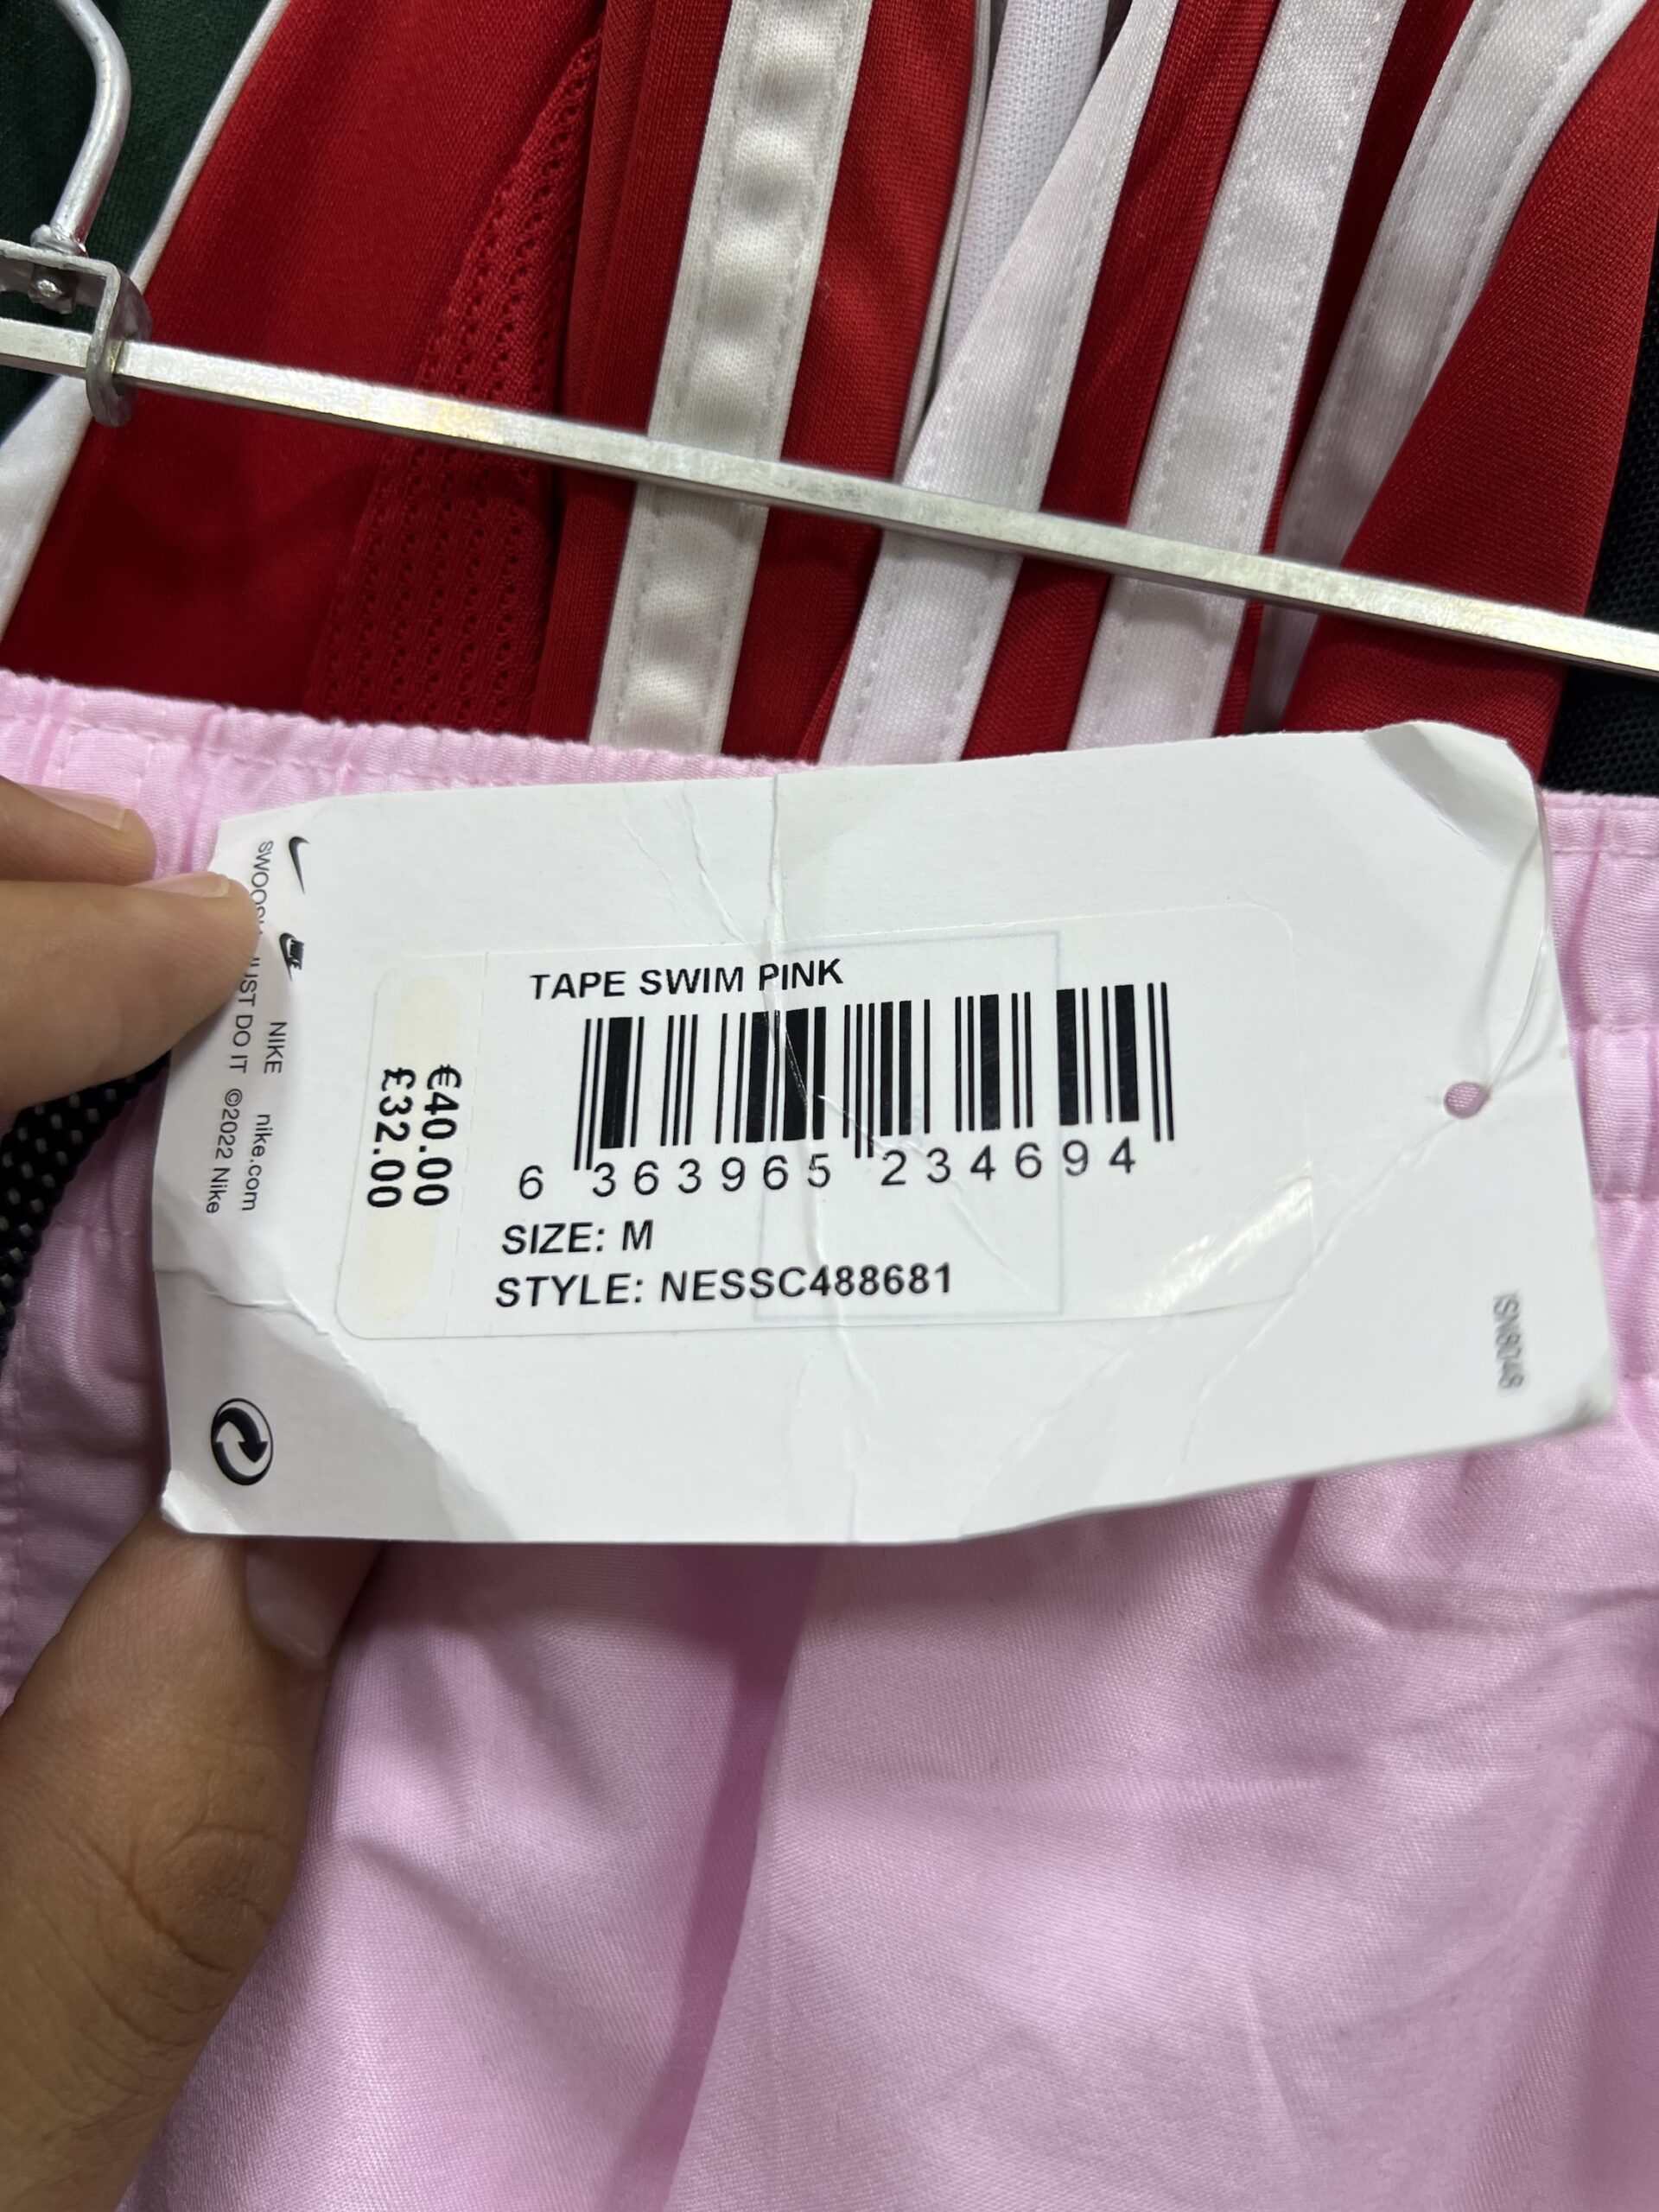 TAPE SWIM PINK
6 363965 234694
SIZE: M
STYLE: NESSC488681
€40.00
£32.00
NIKE nike.com
JUST DO IT ©2022 Nike
NIKE